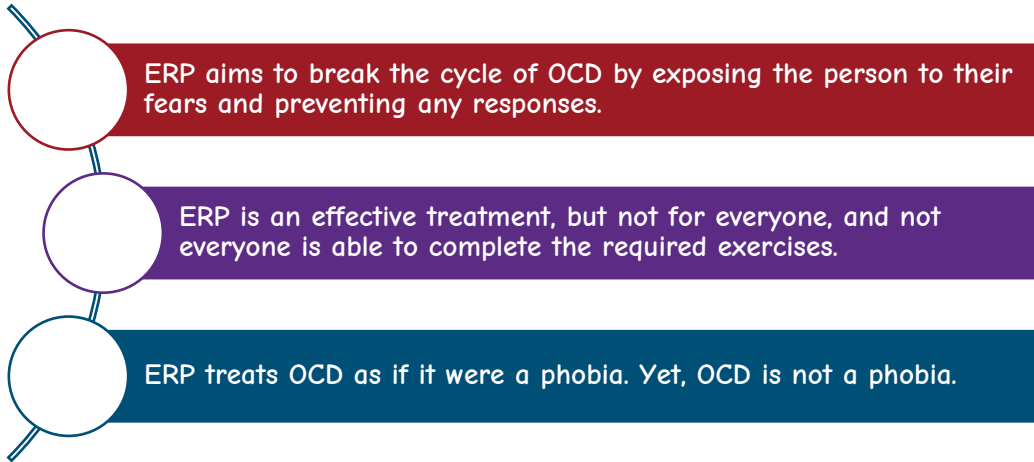 ERP aims to break the cycle of OCD by exposing the person to their
fears and preventing any responses.
ERP is an effective treatment, but not for everyone, and not
everyone is able to complete the required exercises.
ERP treats OCD as if it were a phobia. Yet, OCD is not a phobia.